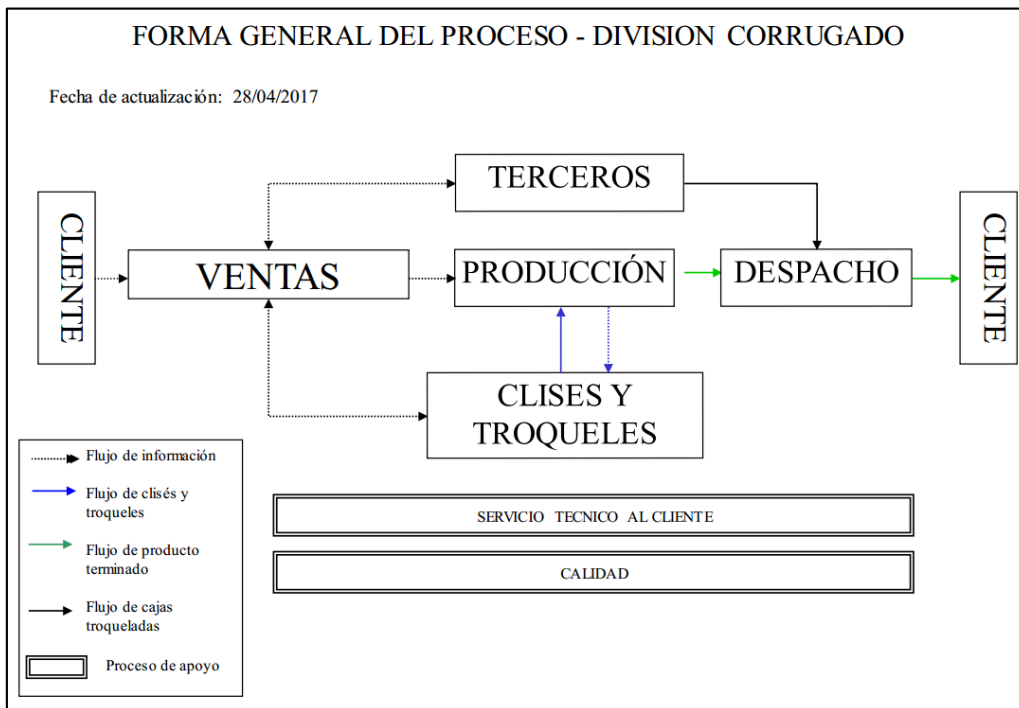 FORMA GENERAL DEL PROCESO - DIVISION CORRUGADO
Fecha de actualización: 28/04/2017
CLIENTE
VENTAS
TERCEROS
PRODUCCIÓN
CLISES Y
TROQUELES
DESPACHO
CLIENTE
Flujo de información
Flujo de clisés y
troqueles
Flujo de producto
terminado
Flujo de cajas
troqueladas
Proceso de apoyo
SERVICIO TECNICO AL CLIENTE
CALIDAD